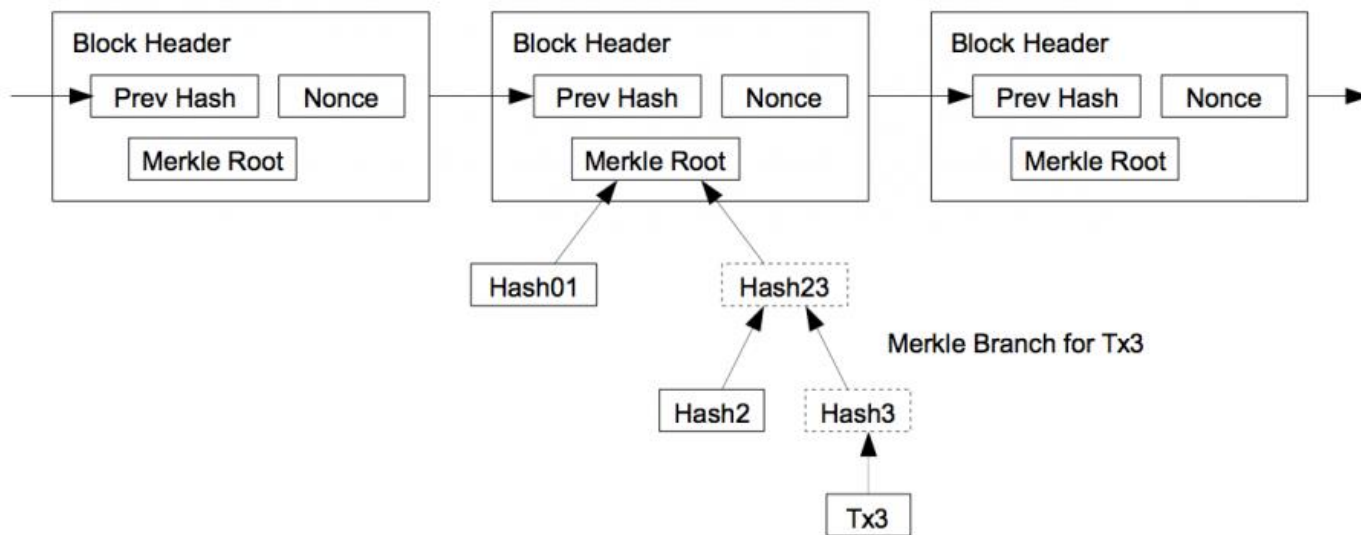 Block Header
Block Header
Block Header
Prev Hash
Nonce
Prev Hash
Nonce
Prev Hash
Nonce
Merkle Root
Merkle Root
Merkle Root
Hash01
Hash23
Merkle Branch for Tx3
Hash2
Hash3
Tx3